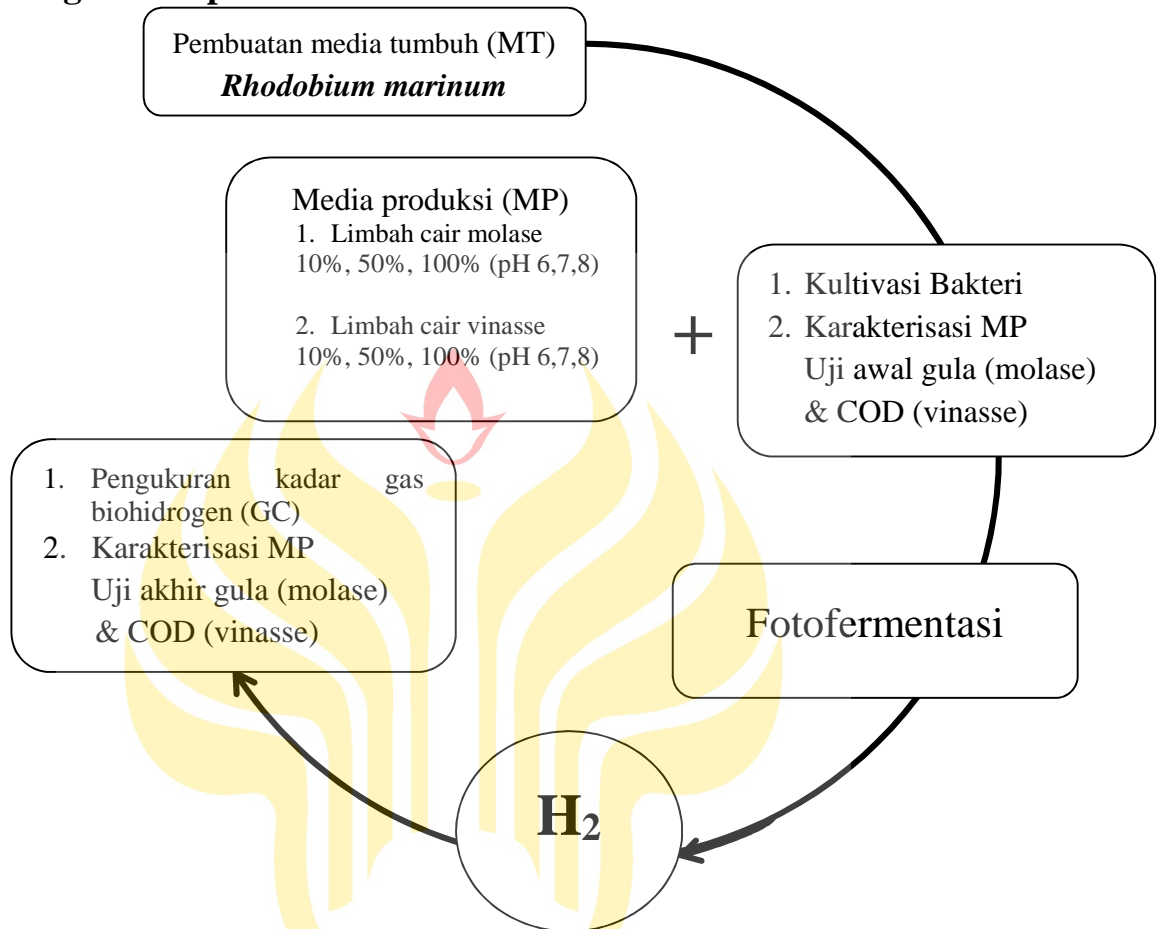 Pembuatan media tumbuh (MT)
Rhodobium marinum
Media produksi (MP)
1. Limbah cair molase
10%, 50%, 100% (pH 6,7,8)
2. Limbah cair vinasse
10%, 50%, 100% (pH 6,7,8)
+
1. Kultivasi Bakteri
2. Karakterisasi MP
Uji awal gula (molase)
& COD (vinasse)
1. Pengukuran kadar gas
biohidrogen (GC)
2. Karakterisasi MP
Uji akhir gula (molase)
& COD (vinasse)
Fotofermentasi
H₂